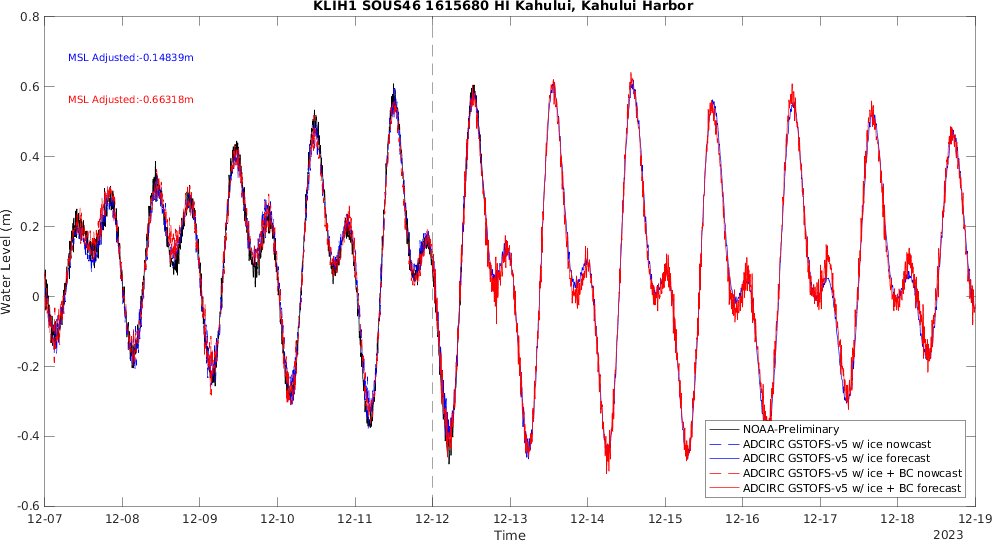 KLIH1 SOUS46 1615680 HI Kahului, Kahului Harbor
0.8
0.6
0.4
0.2
0
-0.2
-0.4
-0.6
Water Level (m)
MSL Adjusted:-0.14839m
MSL Adjusted:-0.66318m
NOAA-Preliminary
ADCIRC GSTOFS-v5 w/ ice nowcast
ADCIRC GSTOFS-v5 w/ ice forecast
ADCIRC GSTOFS-v5 w/ ice + BC nowcast
ADCIRC GSTOFS-v5 w/ ice + BC forecast
12-07 12-08 12-09 12-10 12-11 12-12 12-13 12-14 12-15 12-16 12-17 12-18 12-19
Time
2023